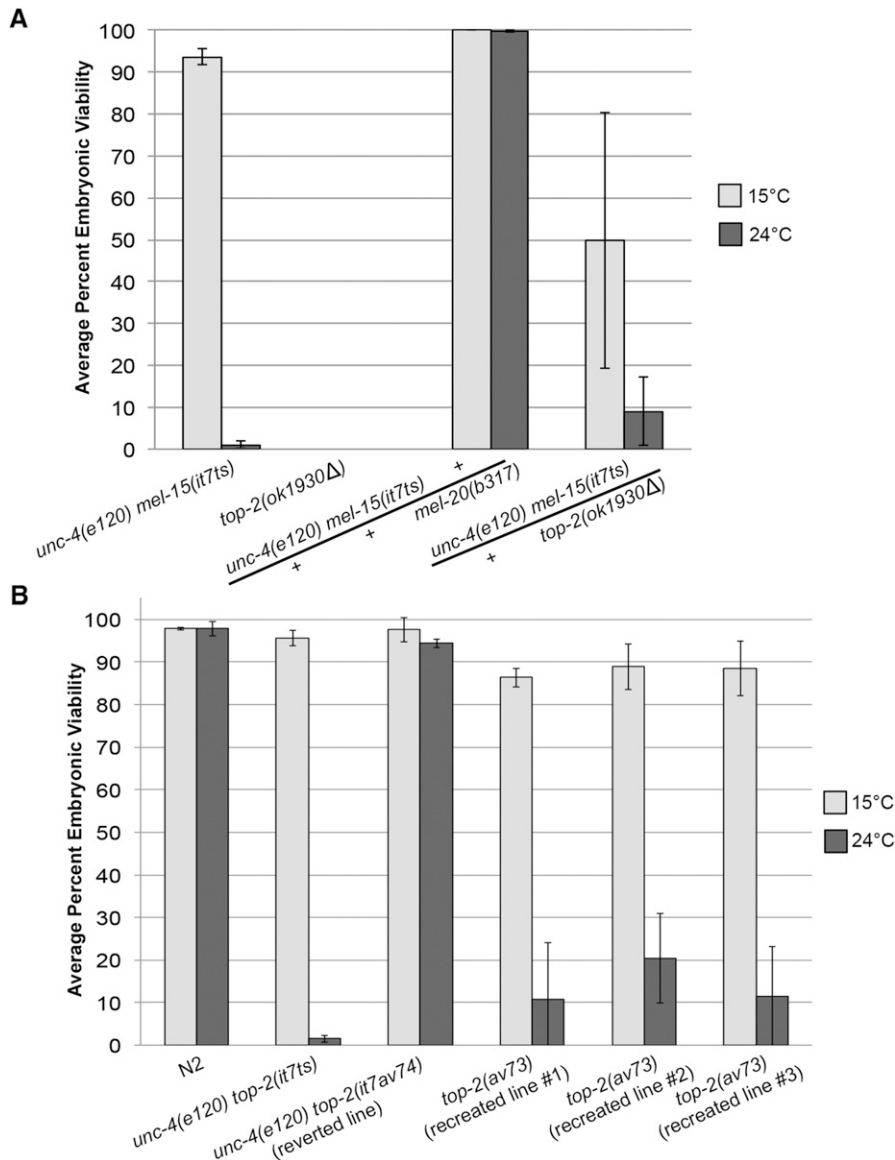 A
Average Percent Embryonic Viability
100
90
80
70
60
50
40
30
20
10
0
15°C
24°C
unc-4(e120) mel-15(it7ts)
top-2(ok1930Δ)
unc-4(e120) mel-15(it7ts) +
+ + mel-20(b317)
unc-4(e120) mel-15(it7ts)
+ top-2(ok1930Δ)
B
Average Percent Embryonic Viability
100
90
80
70
60
50
40
30
20
10
0
15°C
24°C
N2
unc-4(e120) top-2(it7ts)
unc-4(e120) top-2(it7av74)
(reverted line)
top-2(av73)
(recreated line #1)
top-2(av73)
(recreated line #2)
top-2(av73)
(recreated line #3)